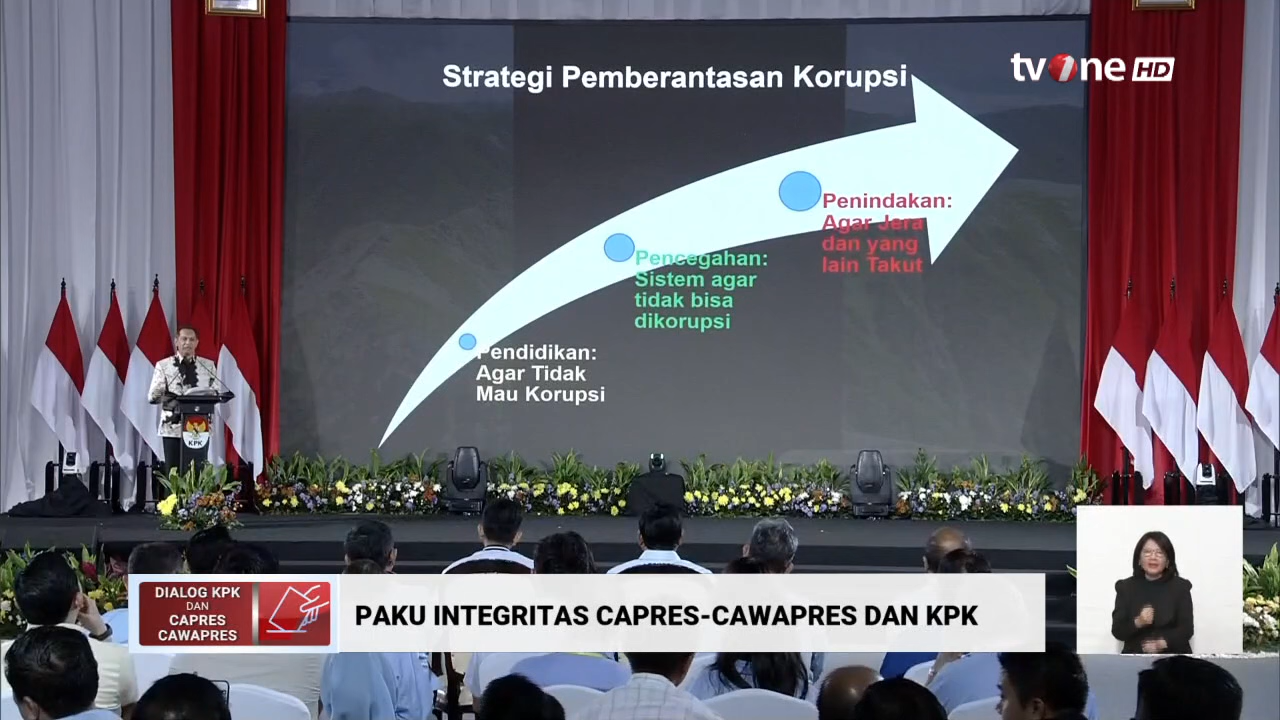 Strategi Pemberantasan Korupsi
tvOne HD
Penindakan:
Agar Jera
dan yang
lain Takut
Pencegahan:
Sistem agar
tidak bisa
dikorupsi
Pendidikan:
Agar Tidak
Mau Korupsi
KPK
DIALOG KPK
DAN
CAPRES
CAWAPRES
PAKU INTEGRITAS CAPRES-CAWAPRES DAN KPK